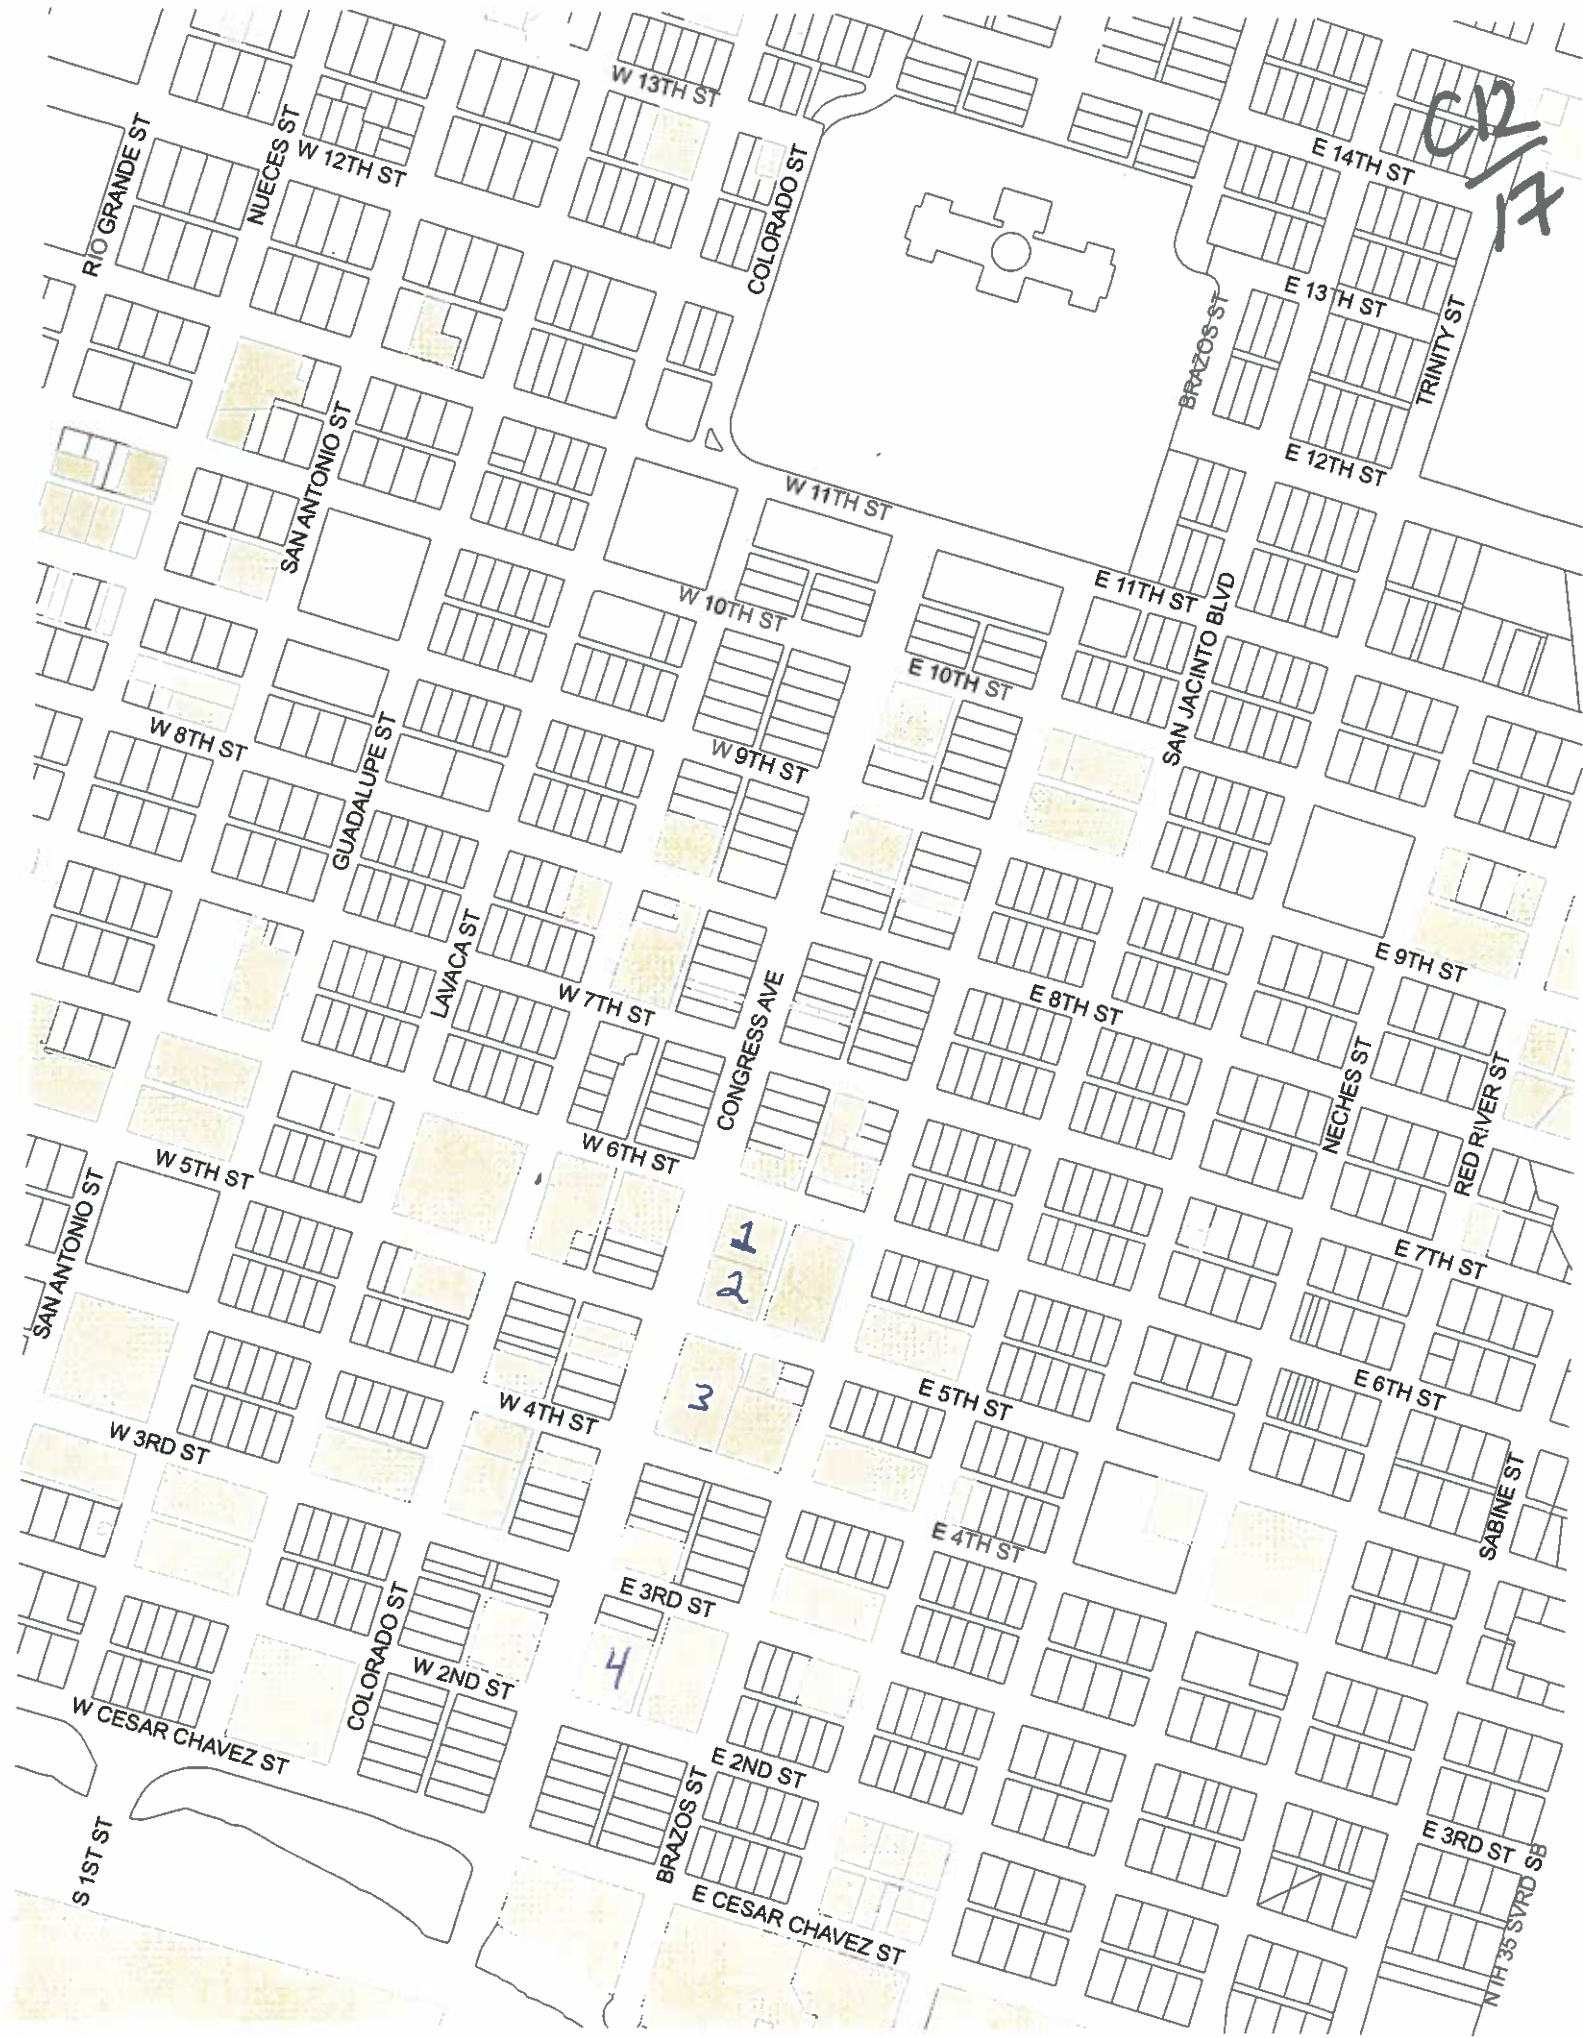 W 13TH ST
C12/17
E 14TH ST
RIO GRANDE ST
NUECES ST
W 12TH ST
COLORADO ST
E 13TH ST
BRAZOS ST
TRINITY ST
SAN ANTONIO ST
E 12TH ST
W 11TH ST
E 11TH ST
W 10TH ST
SAN JACINTO BLVD
E 10TH ST
W 8TH ST
GUADALUPE ST
W 9TH ST
E 9TH ST
LAVACA ST
W 7TH ST
CONGRESS AVE
E 8TH ST
NECHES ST
RED RIVER ST
W 6TH ST
W 5TH ST
SAN ANTONIO ST
1
E 7TH ST
2
3
E 5TH ST
E 6TH ST
W 4TH ST
W 3RD ST
SABINE ST
E 4TH ST
E 3RD ST
COLORADO ST
4
W 2ND ST
W CESAR CHAVEZ ST
E 2ND ST
BRAZOS ST
S 1ST ST
E 3RD ST
E CESAR CHAVEZ ST
N IH 35 SVRD SB